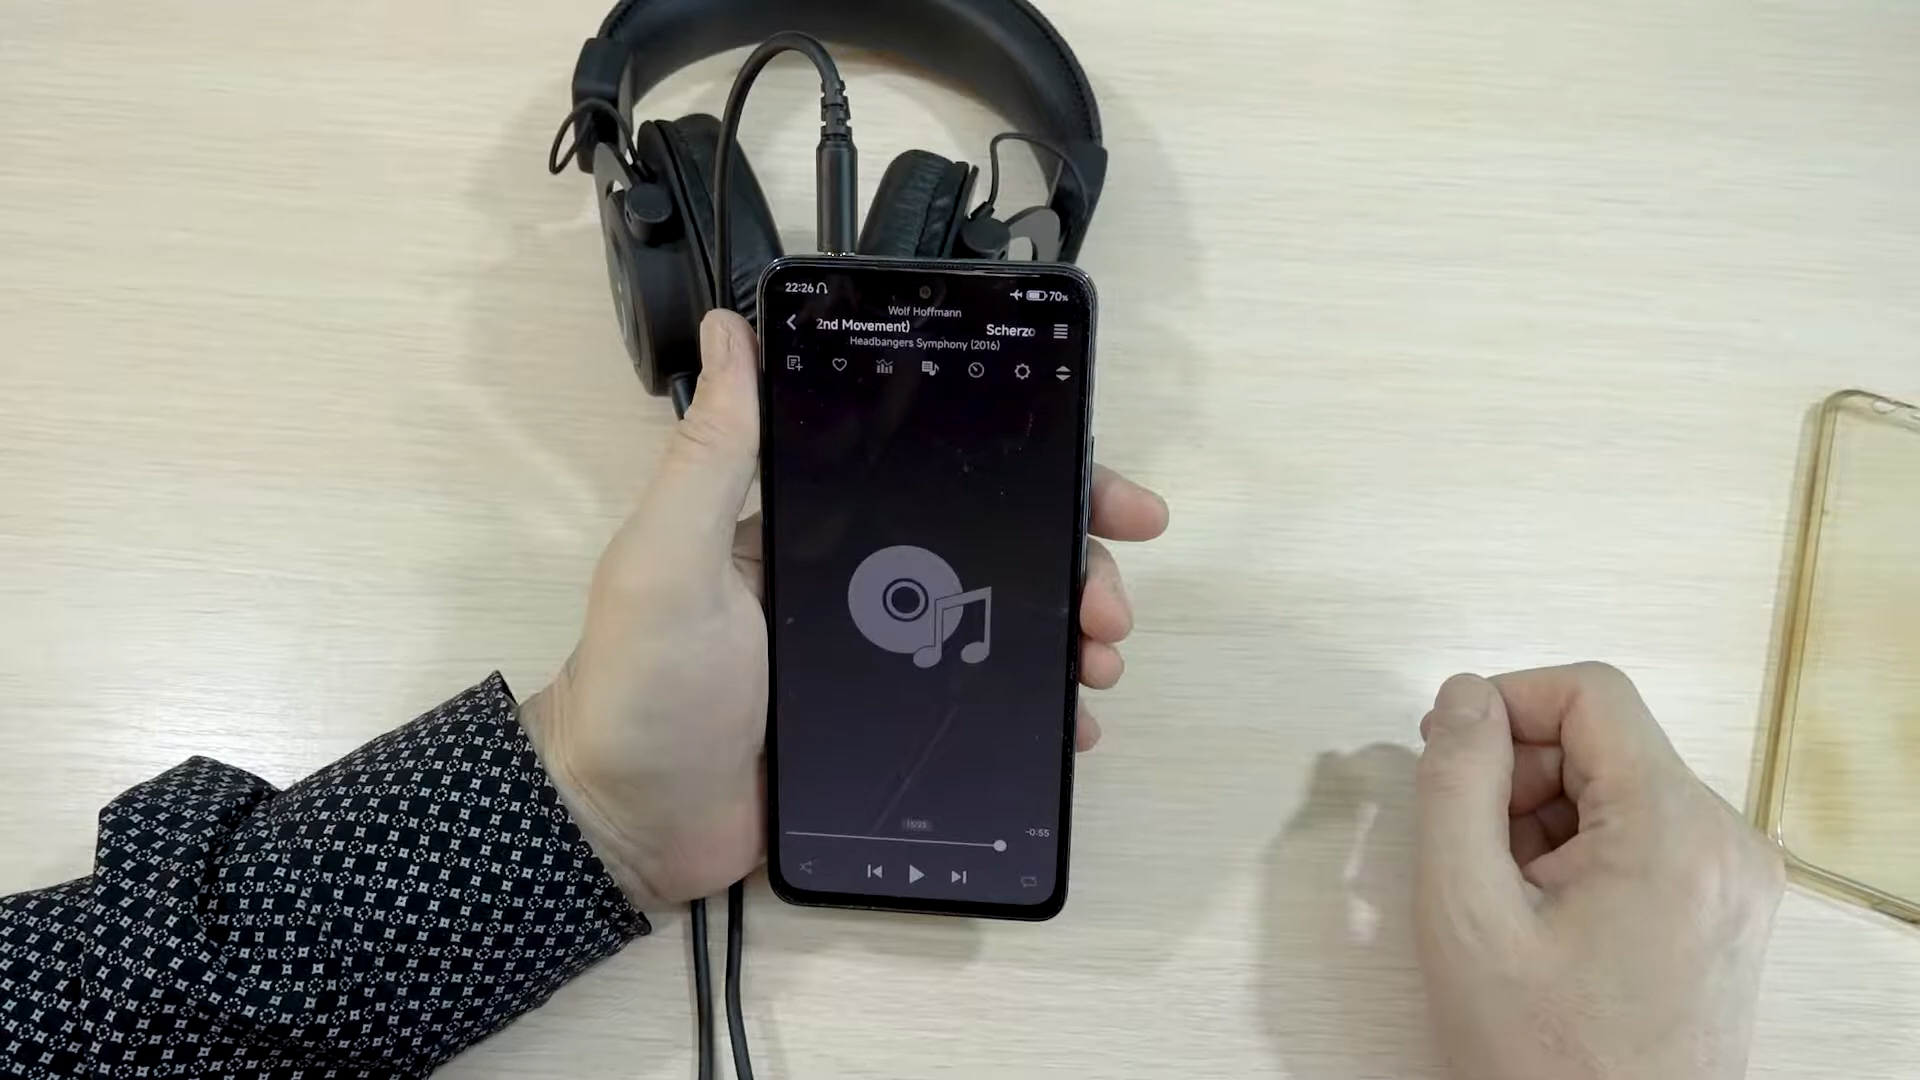 22:26
70%
Wolf Hoffmann
2nd Movement) Scherzo
Headbangers Symphony (2016)
-0:55